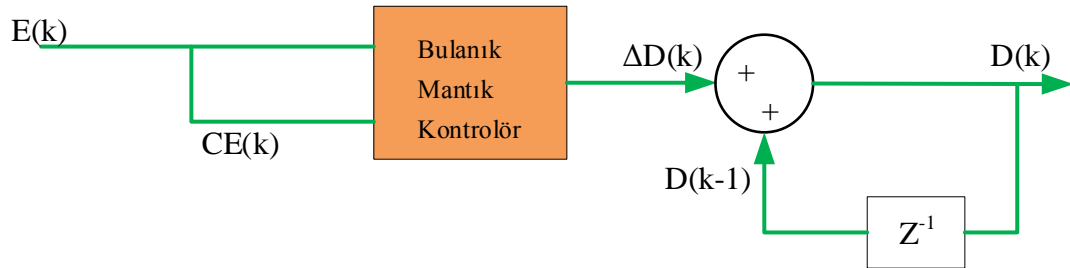 E(k)
CE(k)
Bulanık
Mantık
Kontrolör
ΔD(k)
+
+
D(k)
D(k-1)
Z⁻¹